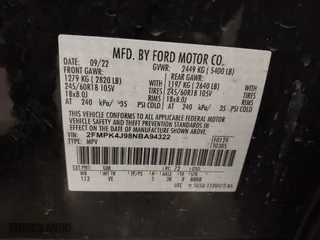 MFD. BY FORD MOTOR CO.
DATE: 09/22
GVWR: 2449 KG (5400 LB)
FRONT GAWR: REAR GAWR:
1279 KG (2820 LB) 1197 KG (2640 LB)
245/60R18 105V 245/60R18 105V
18x8.0J 18x8.0J
AT 240 kPa/ 35 PSI COLD AT 240 kPa/ 35 PSI COLD
THIS VEHICLE CONFORMS TO ALL APPLICABLE FEDERAL MOTOR
VEHICLE SAFETY AND THEFT PREVENTION STANDARDS IN EFFECT
ON THE DATE OF MANUFACTURE SHOWN ABOVE.
VIN: 2FMPK4J98NBA94322
TYPE: MPV
UM